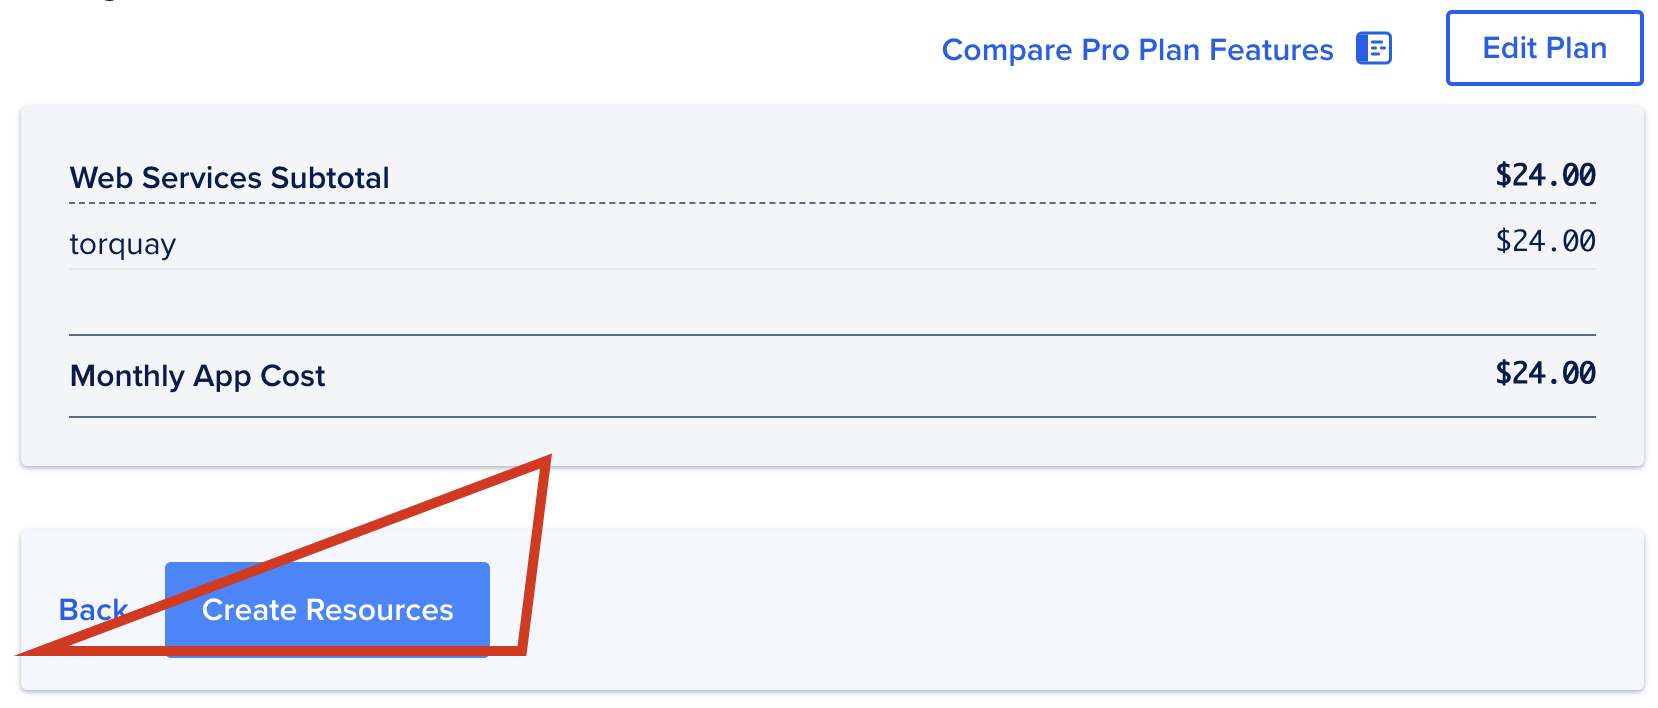 Compare Pro Plan Features
Edit Plan
Web Services Subtotal $24.00
torquay $24.00
Monthly App Cost $24.00
Back Create Resources